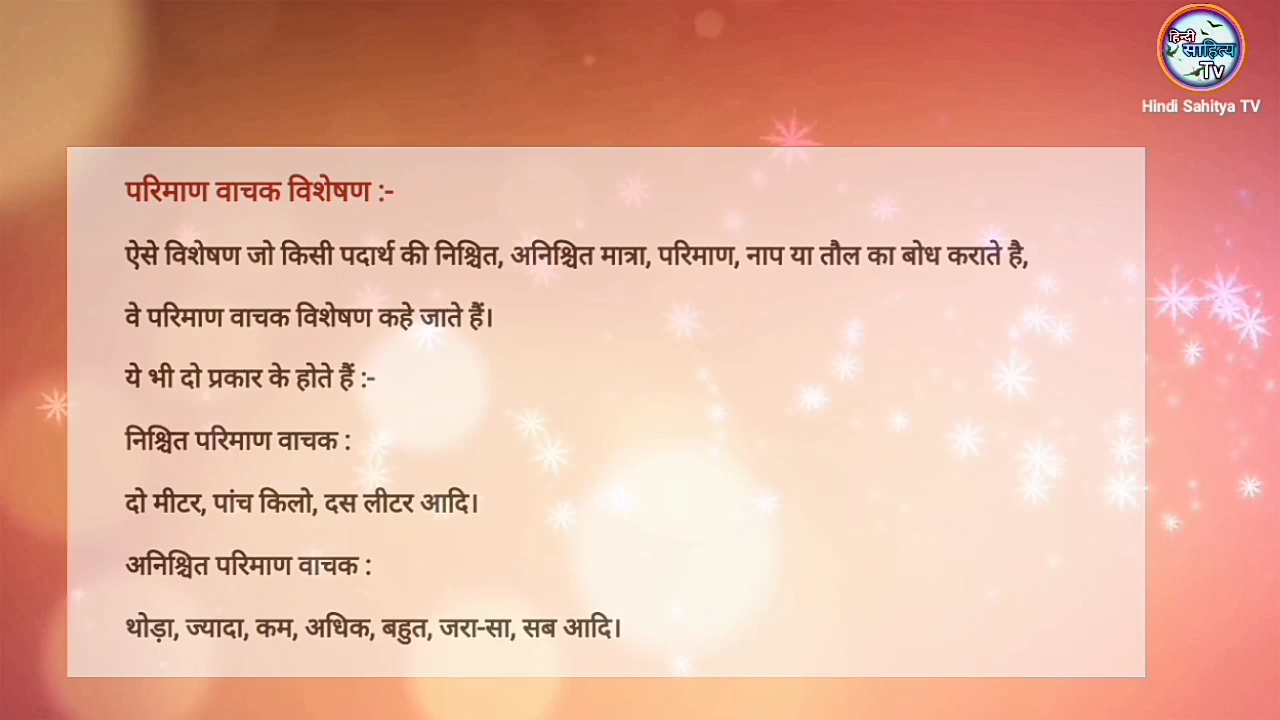 हिन्दी
साहित्य
Tv
Hindi Sahitya TV
परिमाण वाचक विशेषण :-
ऐसे विशेषण जो किसी पदार्थ की निश्चित, अनिश्चित मात्रा, परिमाण, नाप या तौल का बोध कराते है,
वे परिमाण वाचक विशेषण कहे जाते हैं।
ये भी दो प्रकार के होते हैं :-
निश्चित परिमाण वाचक :
दो मीटर, पांच किलो, दस लीटर आदि।
अनिश्चित परिमाण वाचक :
थोड़ा, ज्यादा, कम, अधिक, बहुत, जरा-सा, सब आदि।